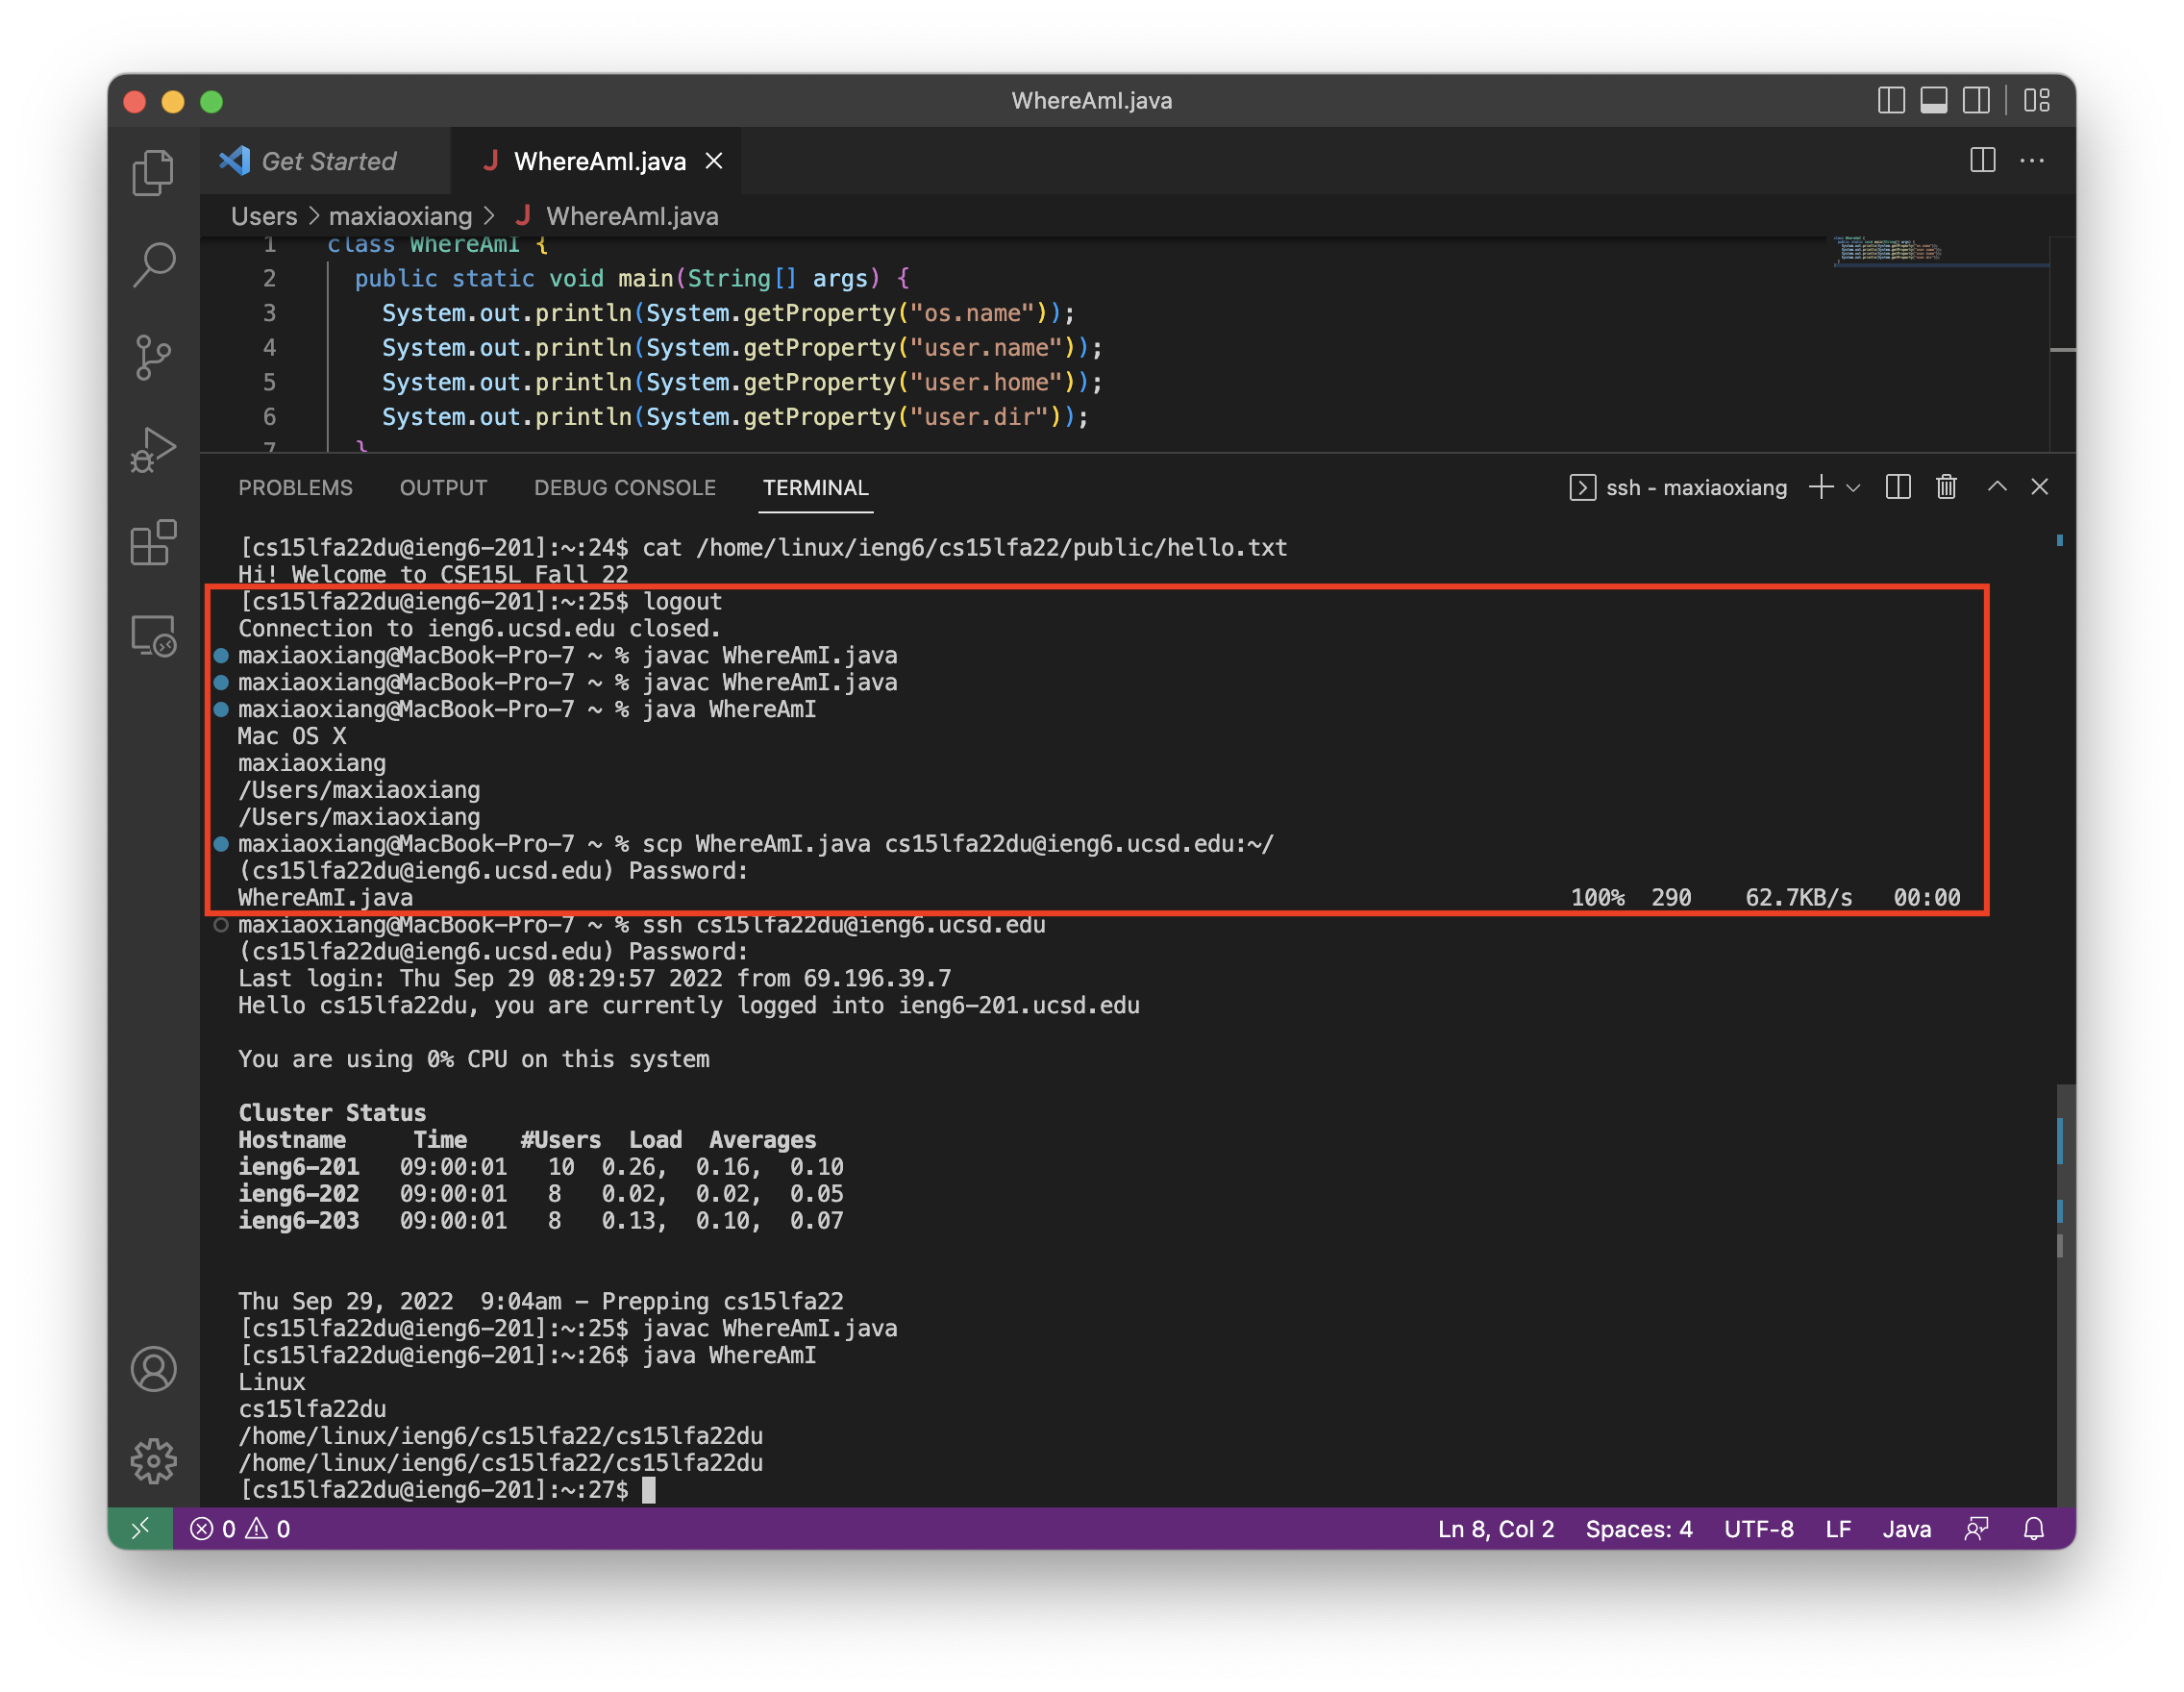 WhereAmI.java
Get Started
WhereAmI.java
Users > maxiaoxiang > J WhereAmI.java
1 class WhereAmI {
2 public static void main(String[] args) {
3 System.out.println(System.getProperty("os.name"));
4 System.out.println(System.getProperty("user.name"));
5 System.out.println(System.getProperty("user.home"));
6 System.out.println(System.getProperty("user.dir"));
7 }
PROBLEMS OUTPUT DEBUG CONSOLE TERMINAL ssh - maxiaoxiang
[cs15lfa22du@ieng6-201]:~:24$ cat /home/linux/ieng6/cs15lfa22/public/hello.txt
Hi! Welcome to CSE15L Fall 22
[cs15lfa22du@ieng6-201]:~:25$ logout
Connection to ieng6.ucsd.edu closed.
maxiaoxiang@MacBook-Pro-7 ~ % javac WhereAmI.java
maxiaoxiang@MacBook-Pro-7 ~ % javac WhereAmI.java
maxiaoxiang@MacBook-Pro-7 ~ % java WhereAmI
Mac OS X
maxiaoxiang
/Users/maxiaoxiang
/Users/maxiaoxiang
maxiaoxiang@MacBook-Pro-7 ~ % scp WhereAmI.java cs15lfa22du@ieng6.ucsd.edu:~/
(cs15lfa22du@ieng6.ucsd.edu) Password:
WhereAmI.java 100% 290 62.7KB/s 00:00
maxiaoxiang@MacBook-Pro-7 ~ % ssh cs15lfa22du@ieng6.ucsd.edu
(cs15lfa22du@ieng6.ucsd.edu) Password:
Last login: Thu Sep 29 08:29:57 2022 from 69.196.39.7
Hello cs15lfa22du, you are currently logged into ieng6-201.ucsd.edu
You are using 0% CPU on this system
Cluster Status
Hostname Time #Users Load Averages
ieng6-201 09:00:01 10 0.26, 0.16, 0.10
ieng6-202 09:00:01 8 0.02, 0.02, 0.05
ieng6-203 09:00:01 8 0.13, 0.10, 0.07
Thu Sep 29, 2022 9:04am - Prepping cs15lfa22
[cs15lfa22du@ieng6-201]:~:25$ javac WhereAmI.java
[cs15lfa22du@ieng6-201]:~:26$ java WhereAmI
Linux
cs15lfa22du
/home/linux/ieng6/cs15lfa22/cs15lfa22du
/home/linux/ieng6/cs15lfa22/cs15lfa22du
[cs15lfa22du@ieng6-201]:~:27$
0 0 Ln 8, Col 2 Spaces: 4 UTF-8 LF Java